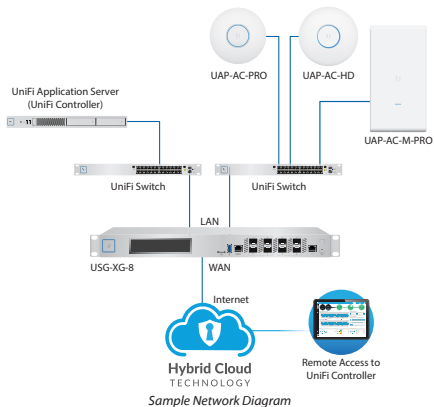 UAP-AC-PRO
UAP-AC-HD
UniFi Application Server
(UniFi Controller)
UAP-AC-M-PRO
UniFi Switch
UniFi Switch
LAN
USG-XG-8
WAN
Internet
Hybrid Cloud
TECHNOLOGY
Remote Access to
UniFi Controller
Sample Network Diagram